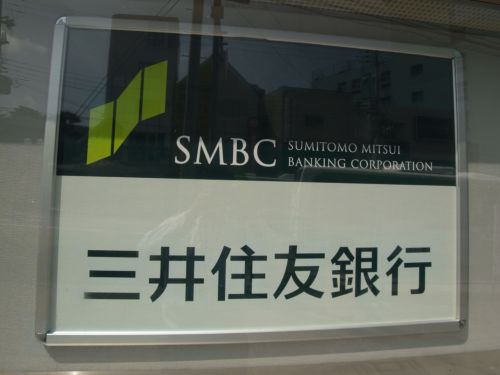 SMBC
SUMITOMO MITSUI
BANKING CORPORATION
三井住友銀行